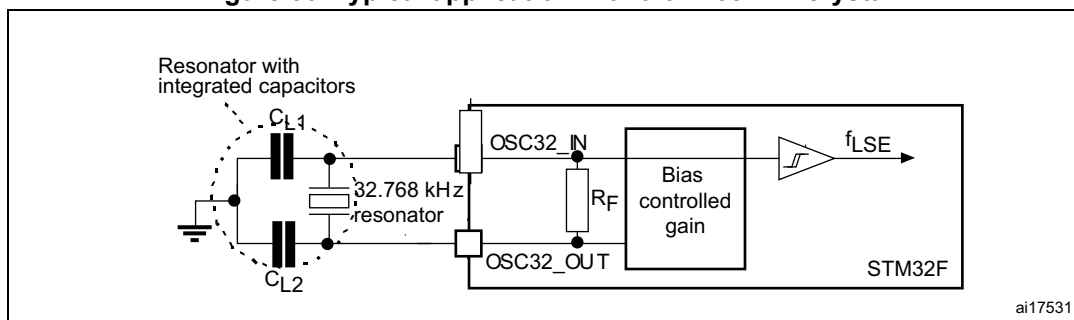 Resonator with
integrated capacitors
CL1
OSC32_IN
fLSE
32.768 kHz
resonator
RF
Bias
controlled
gain
OSC32_OUT
STM32F
CL2
ai17531